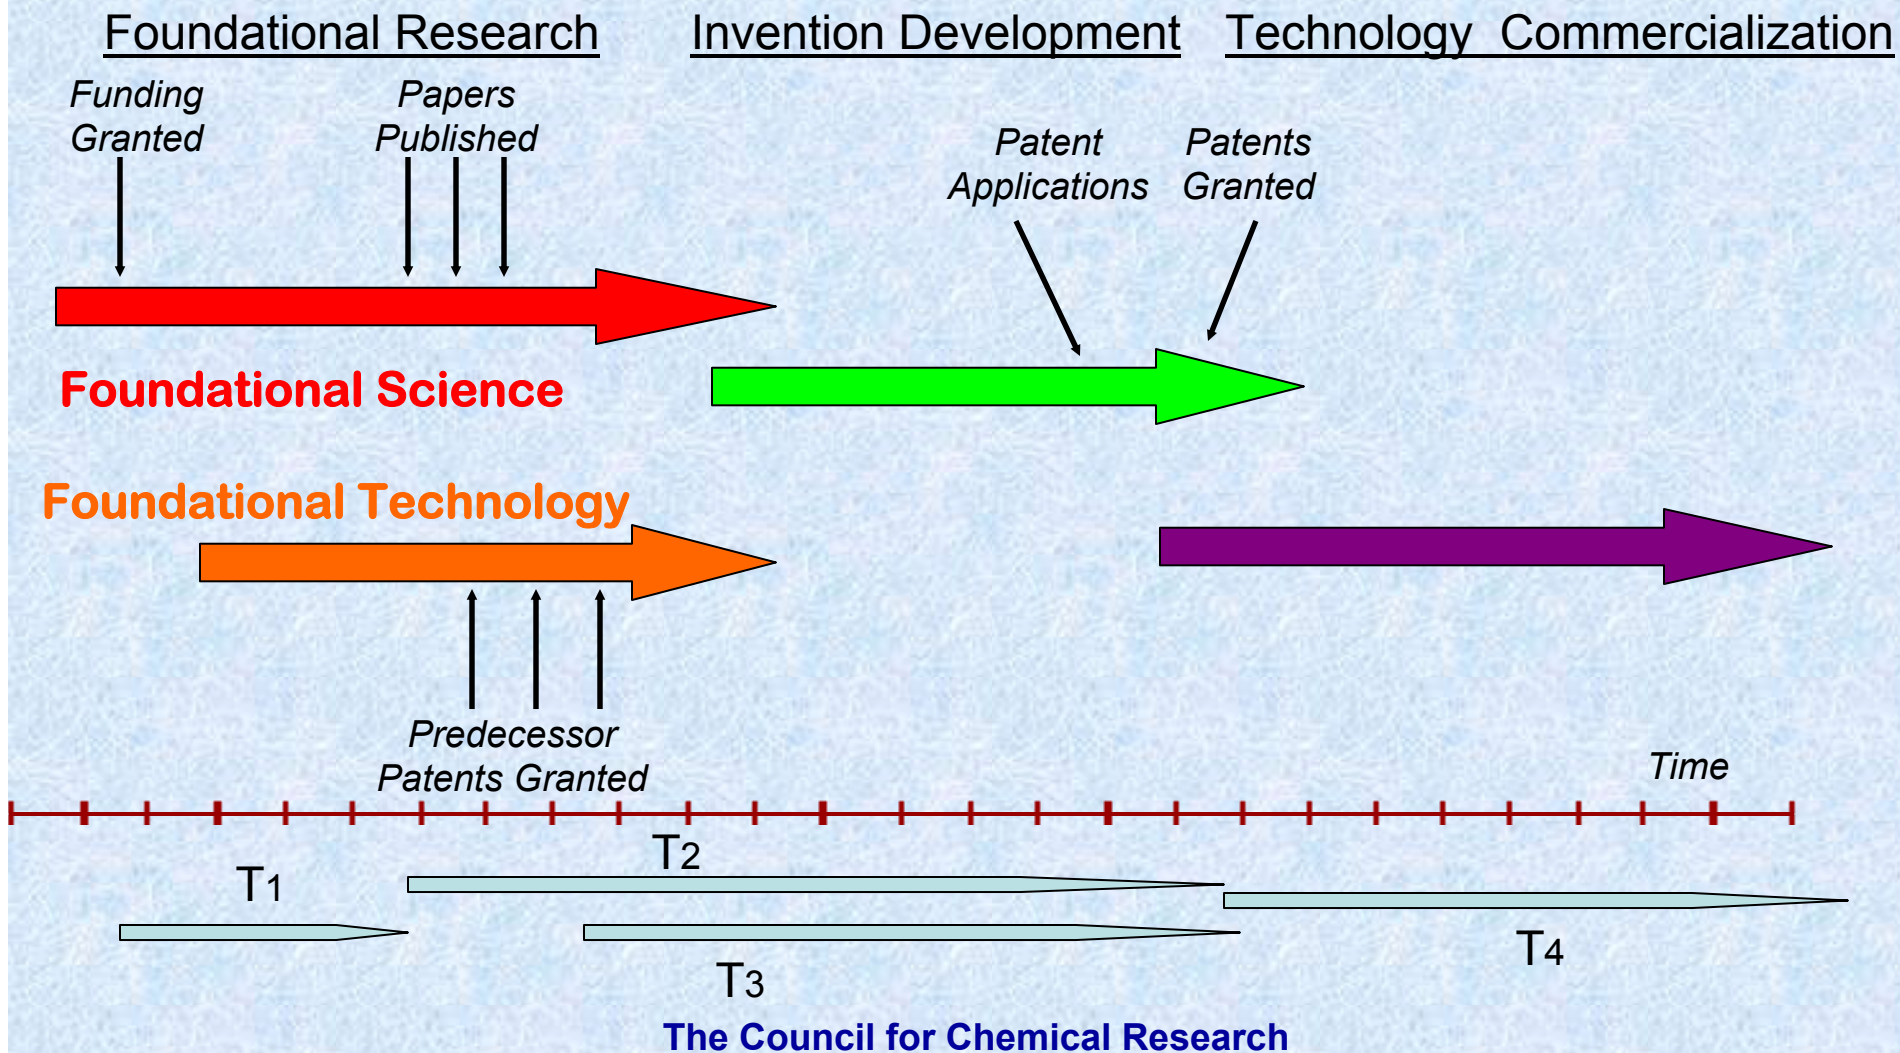 Foundational Research
Invention Development
Technology Commercialization
Funding
Granted
Papers
Published
Patent
Applications
Patents
Granted
Foundational Science
Foundational Technology
Predecessor
Patents Granted
Time
T1
T2
T3
T4
The Council for Chemical Research